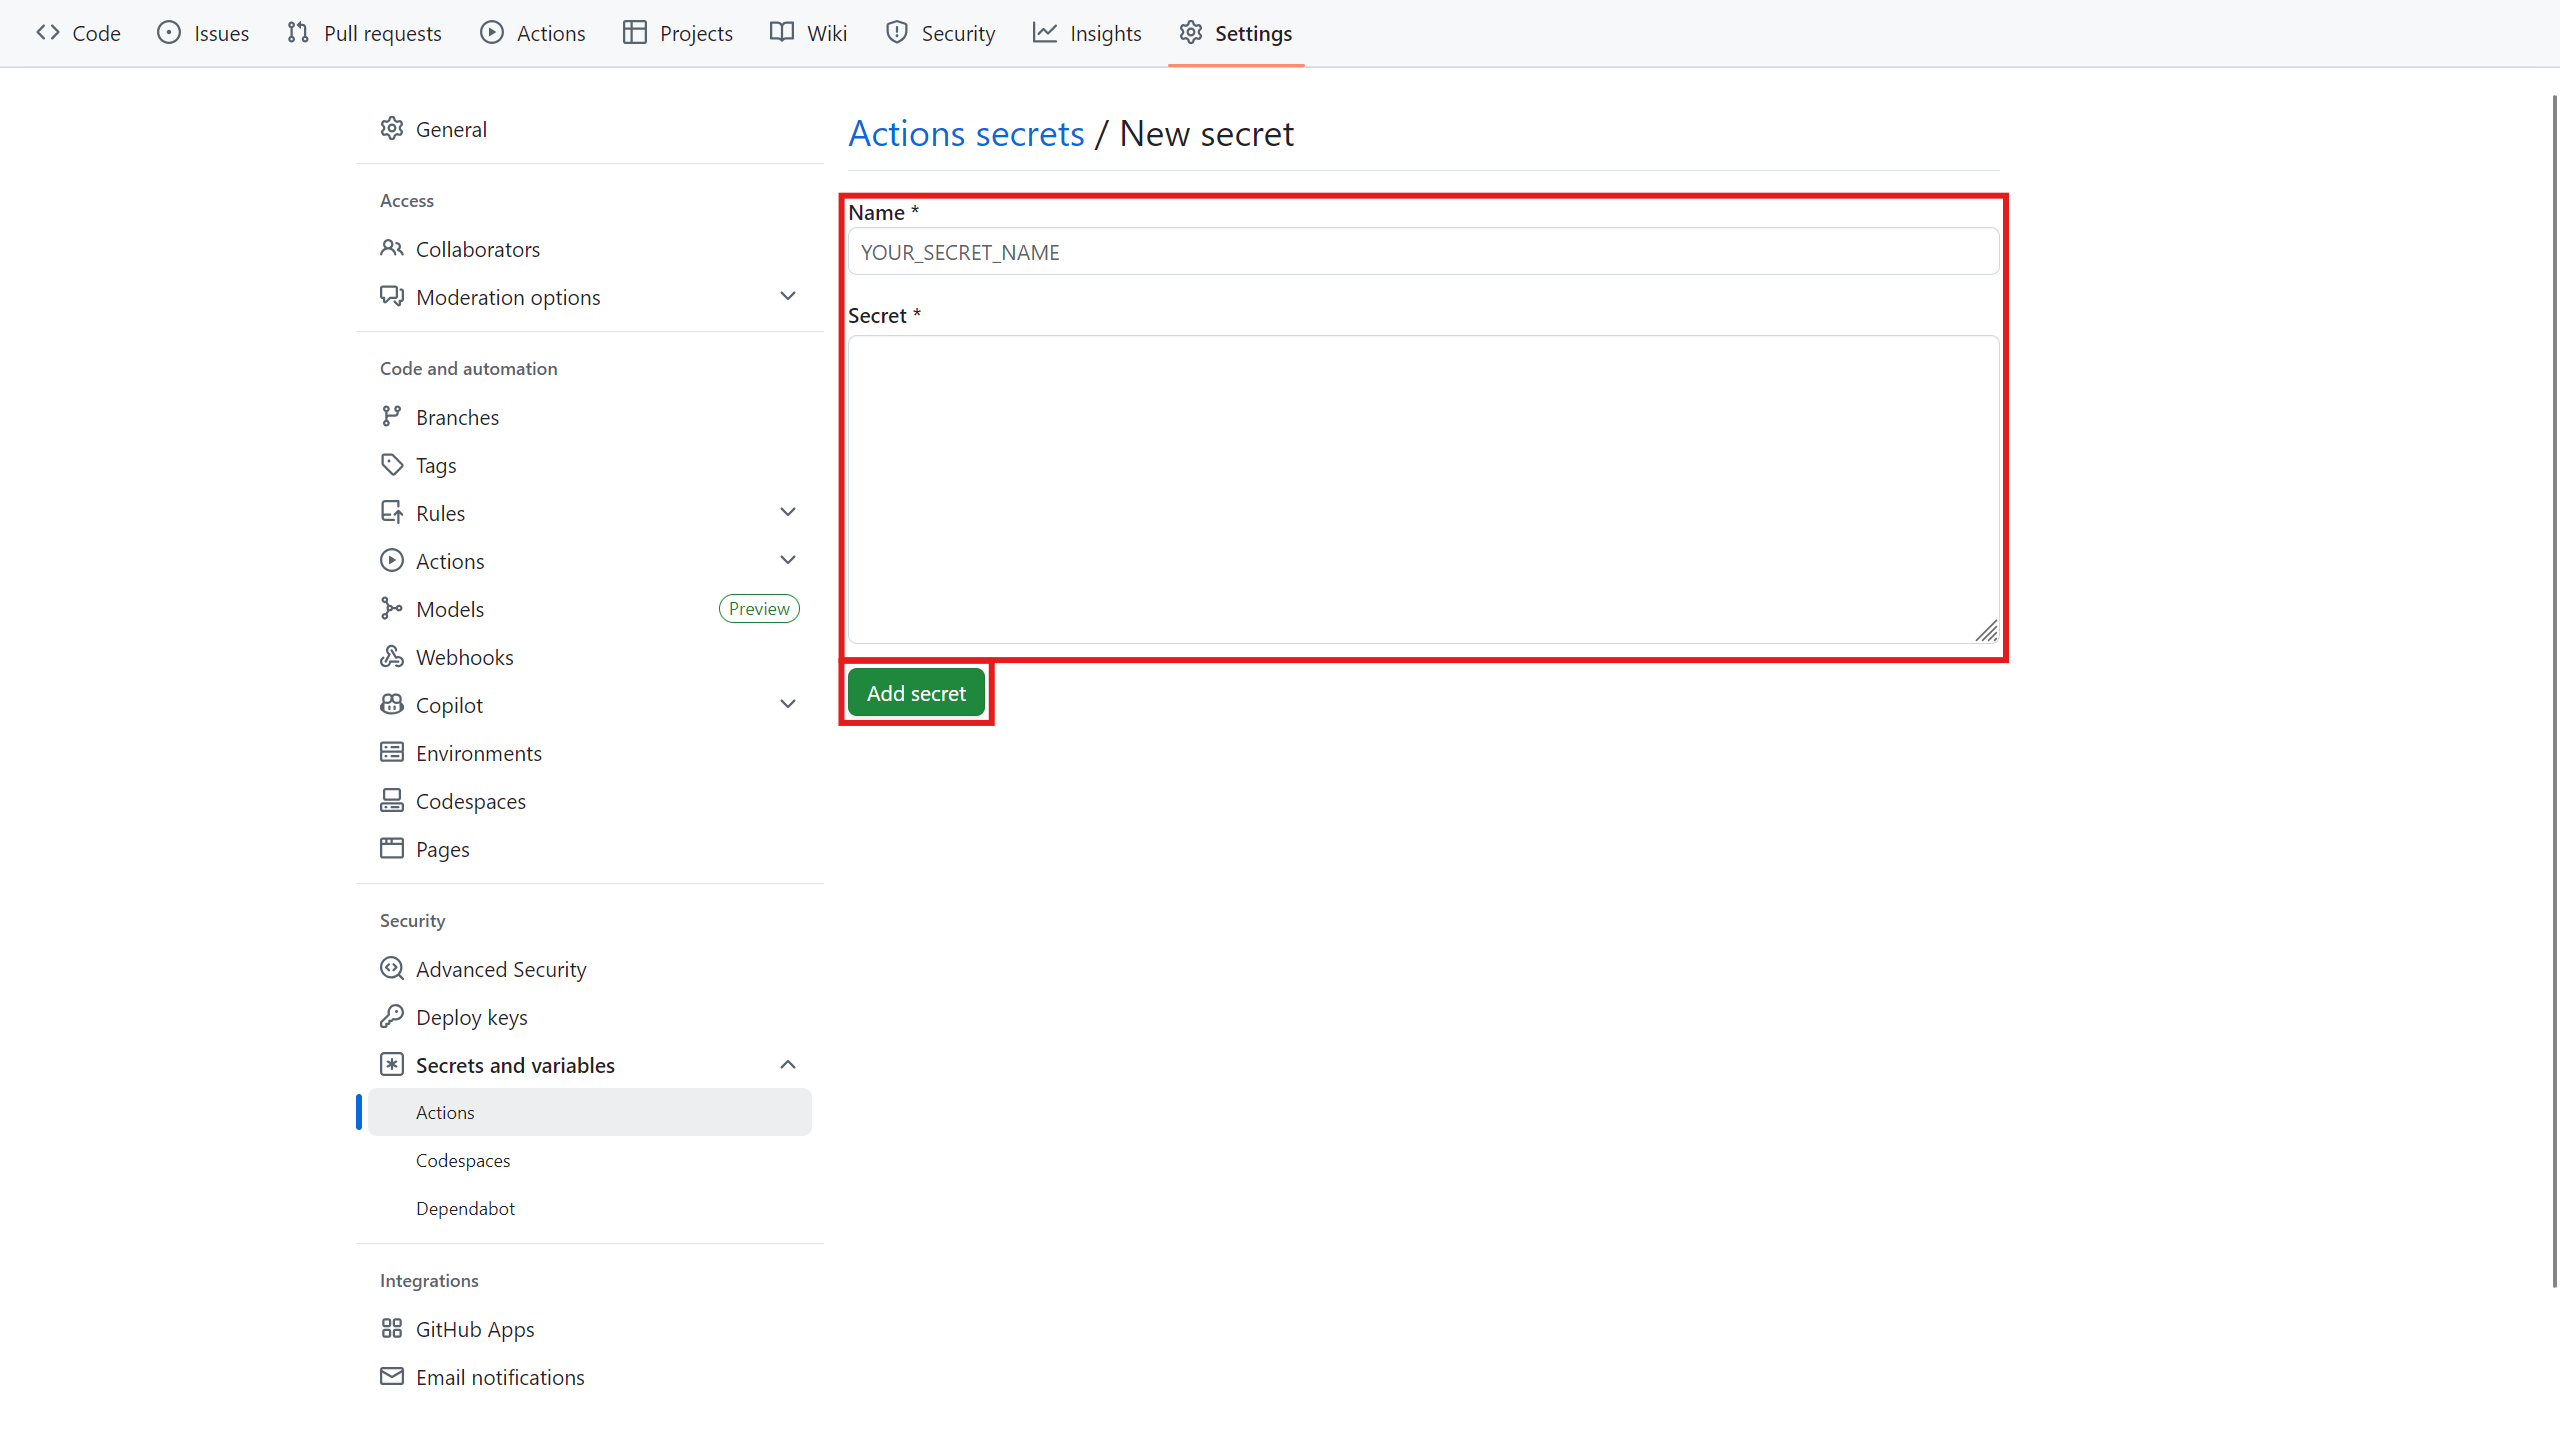 Code Issues Pull requests Actions Projects Wiki Security Insights Settings
General
Access
Collaborators
Moderation options
Code and automation
Branches
Tags
Rules
Actions
Models Preview
Webhooks
Copilot
Environments
Codespaces
Pages
Security
Advanced Security
Deploy keys
Secrets and variables
Actions
Codespaces
Dependabot
Integrations
GitHub Apps
Email notifications
Actions secrets / New secret
Name *
YOUR_SECRET_NAME
Secret *
Add secret